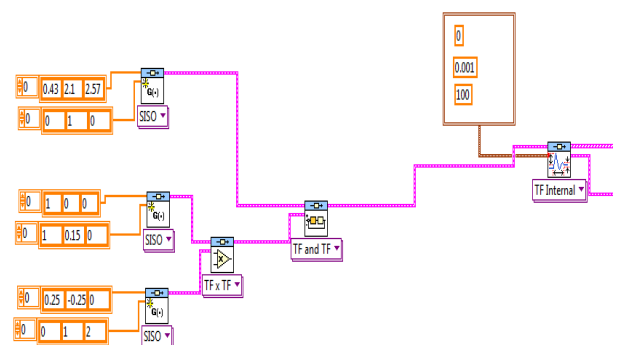 0
0.001
100
0 0.43 2.1 2.57
G(•)
SISO
0 0 1 0
TF Internal
0 1 0 0
G(•)
0 1 0.15 0
SISO
TF and TF
x
TF x TF
0 0.25 -0.25 0
G(•)
0 0 1 2
SISO